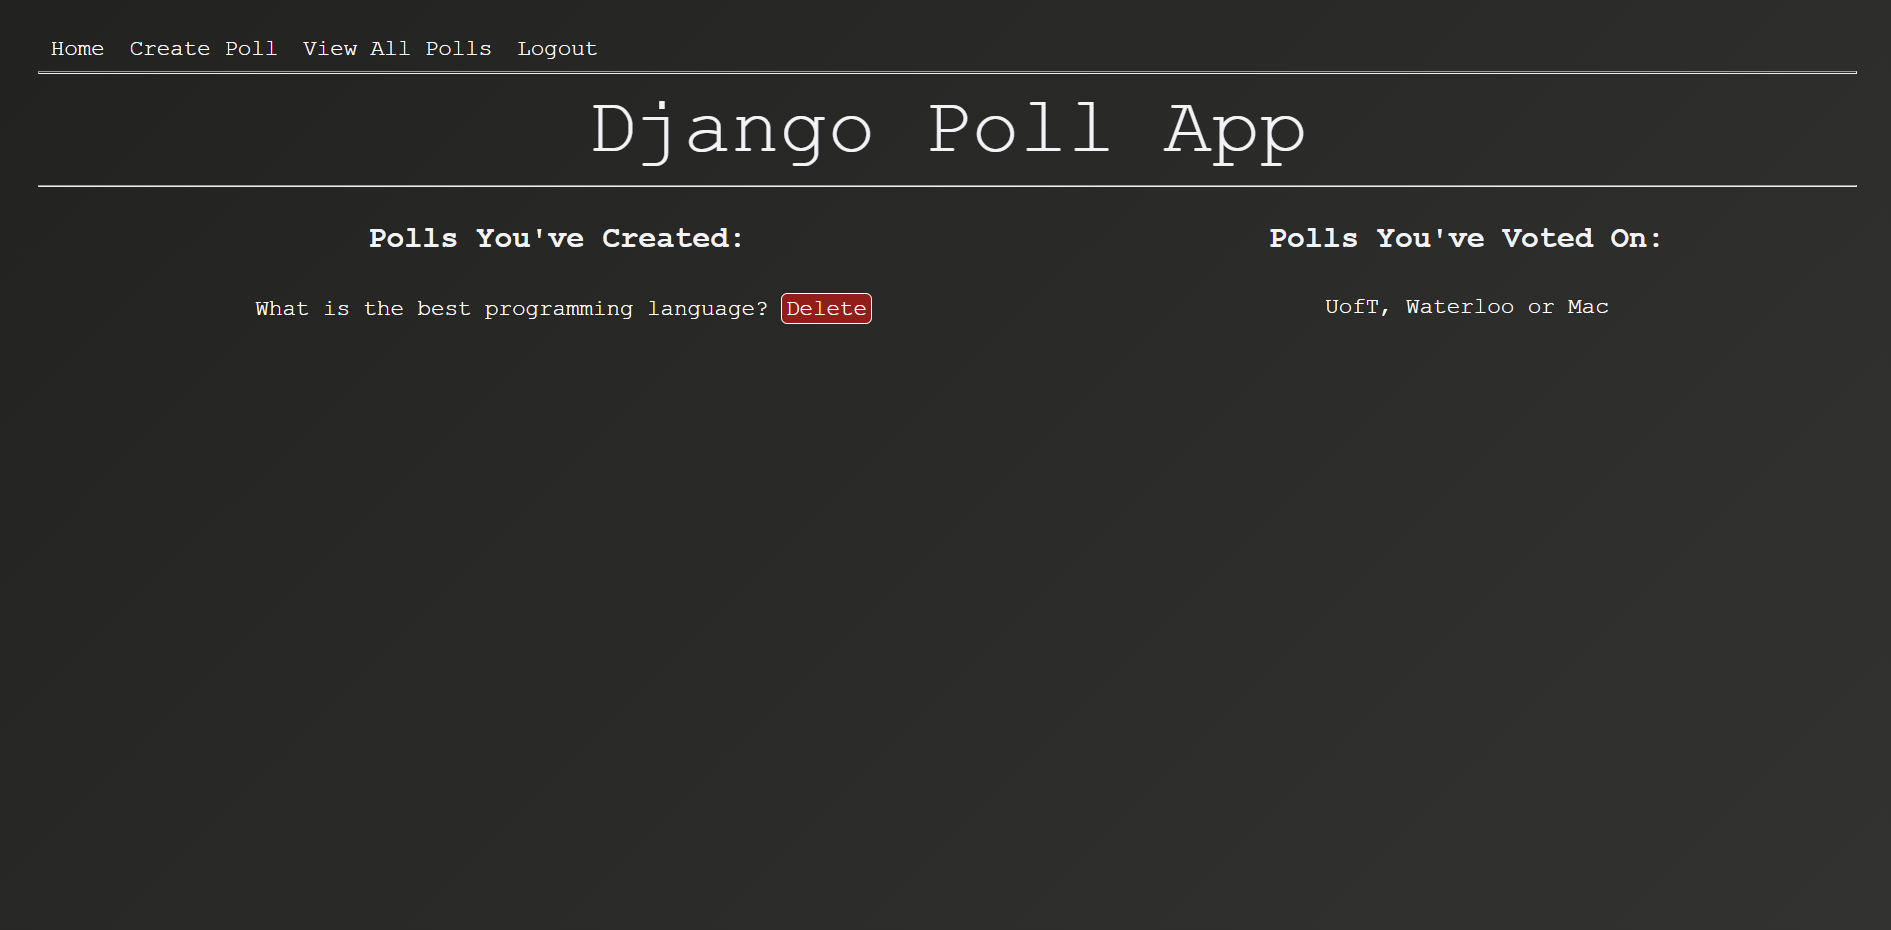 Home Create Poll View All Polls Logout
Django Poll App
Polls You've Created:
What is the best programming language? Delete
Polls You've Voted On:
UofT, Waterloo or Mac